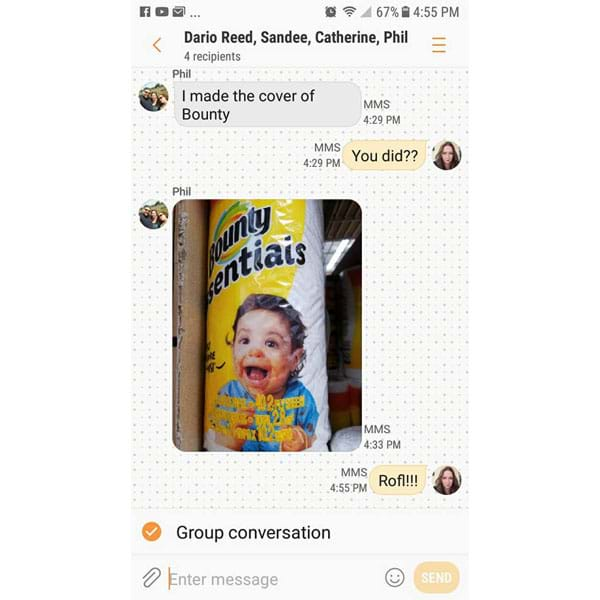 ... 67% 4:55 PM
Dario Reed, Sandee, Catherine, Phil
4 recipients
Phil
I made the cover of
Bounty
MMS
4:29 PM
MMS
4:29 PM
You did??
Phil
Bounty
sentials
MMS
4:33 PM
MMS
4:55 PM
Rofl!!!
Group conversation
Enter message
SEND